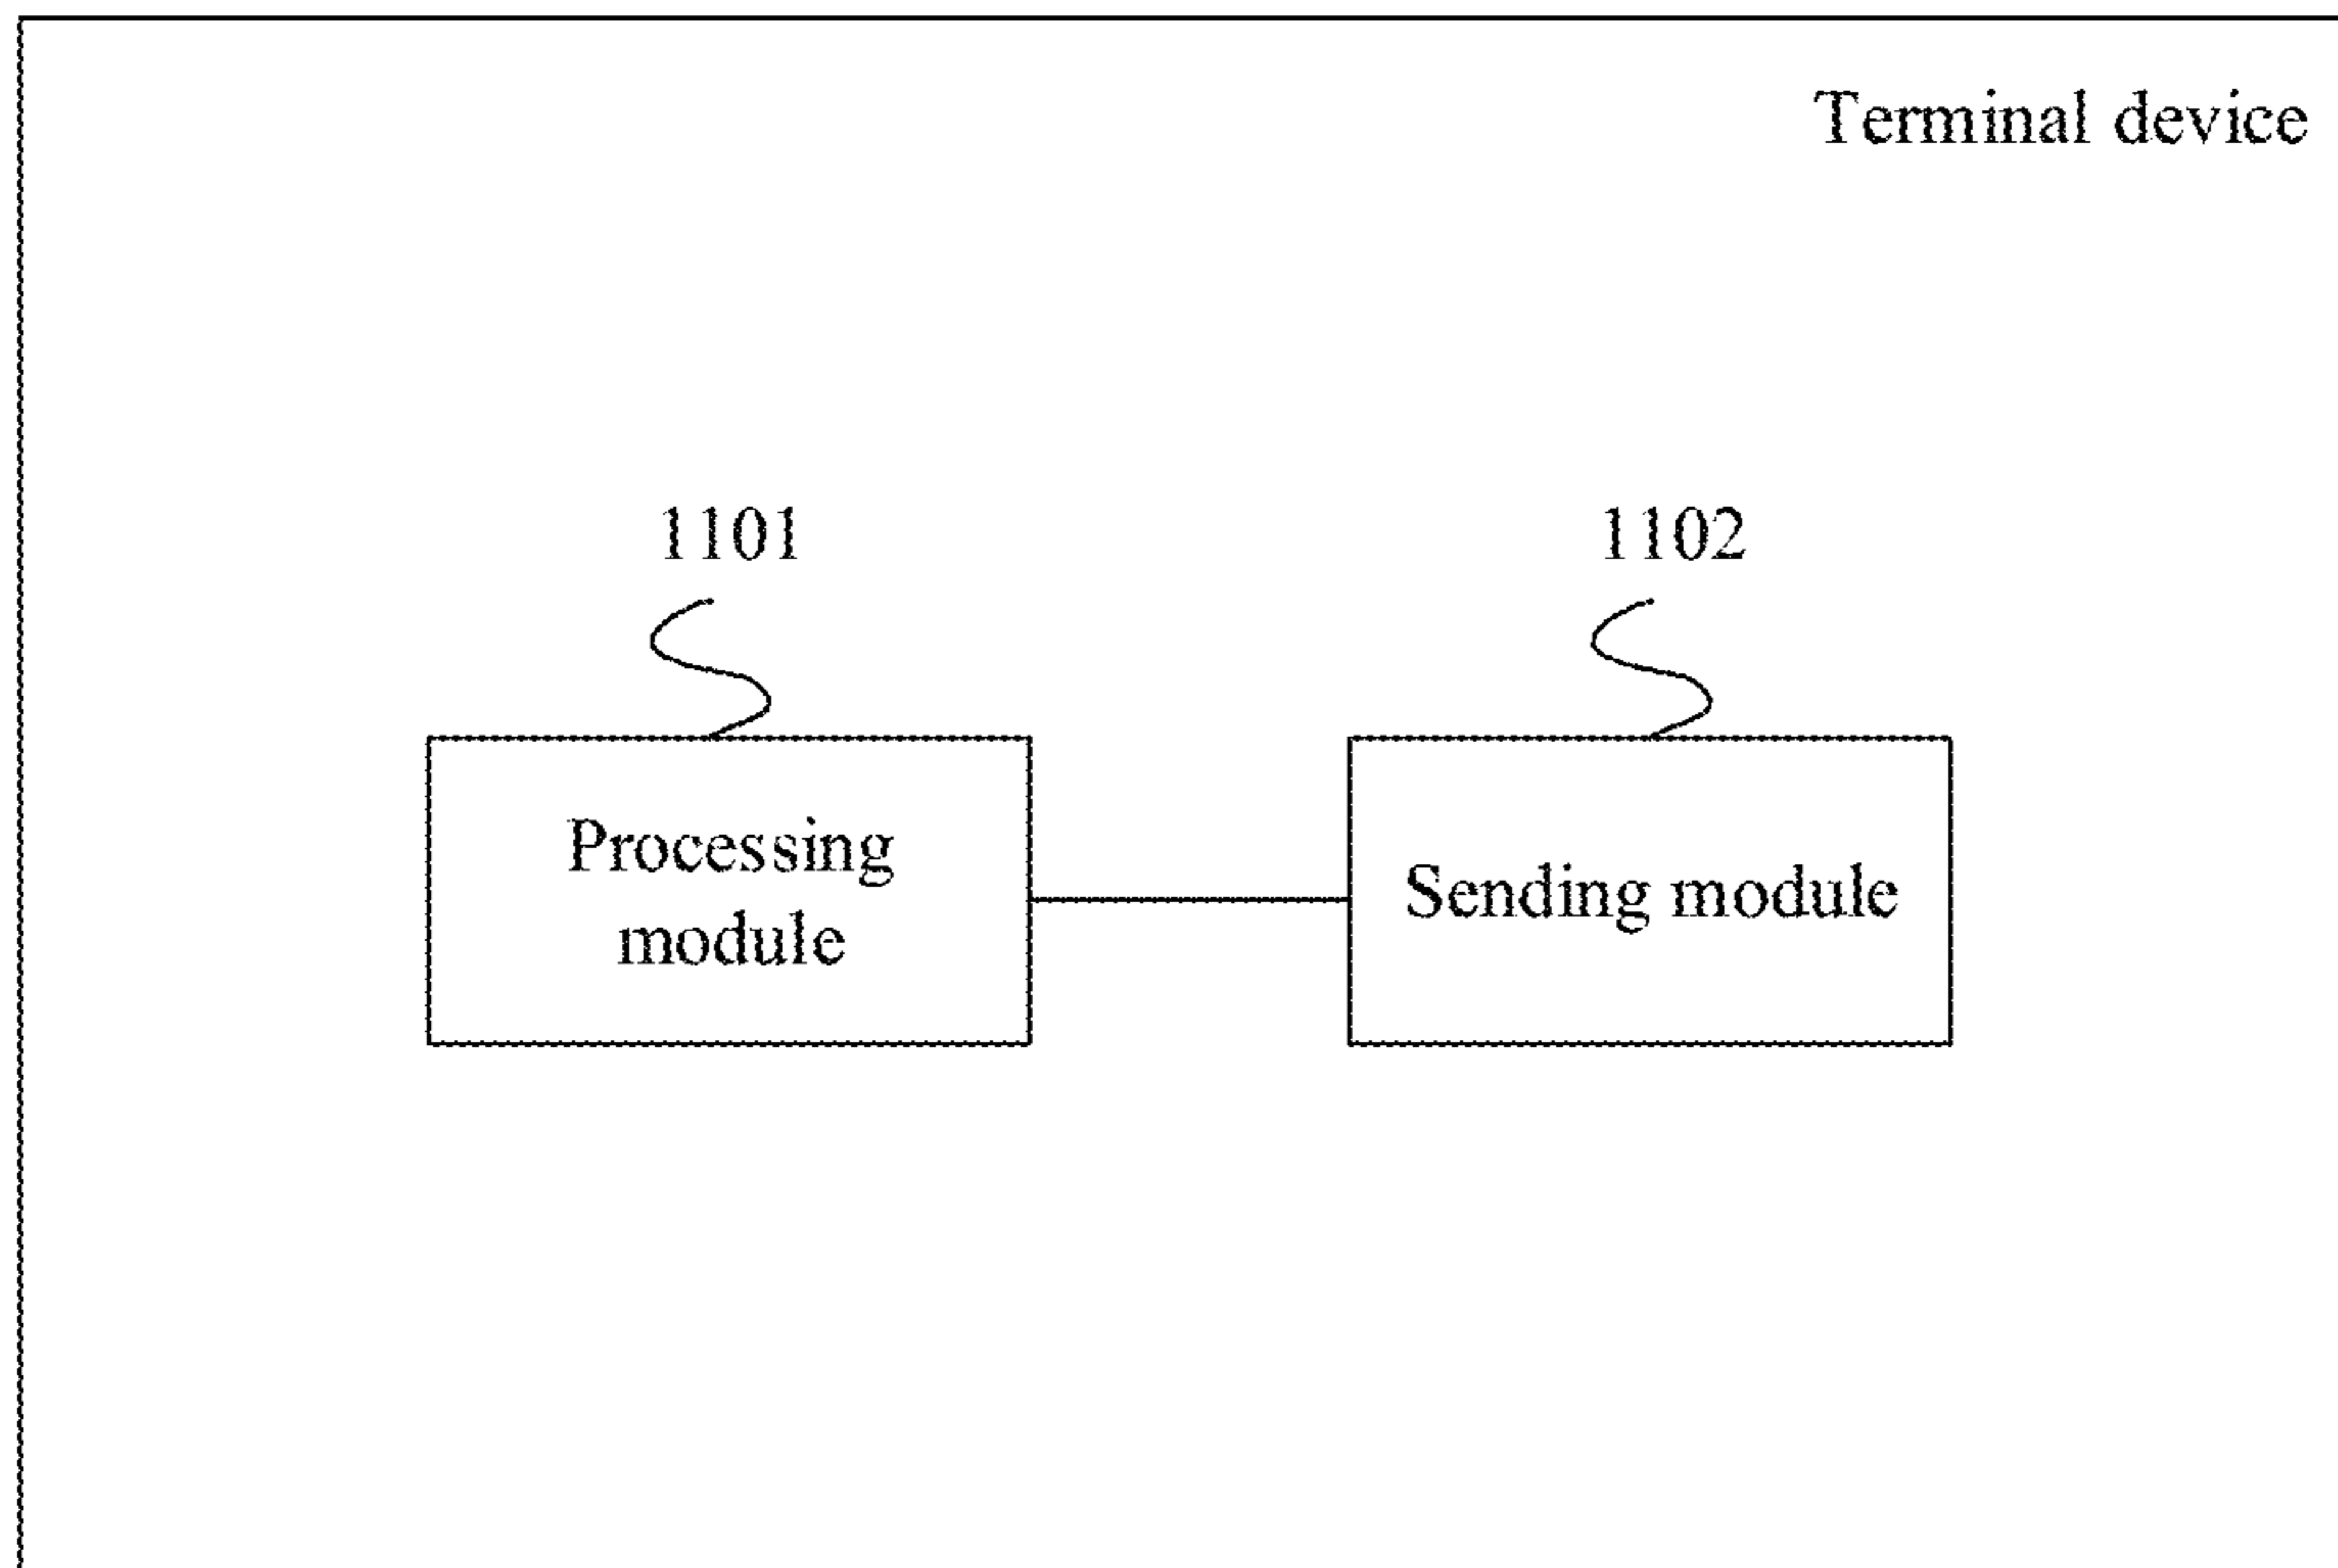 Terminal device
1101
1102
Processing
module
Sending module